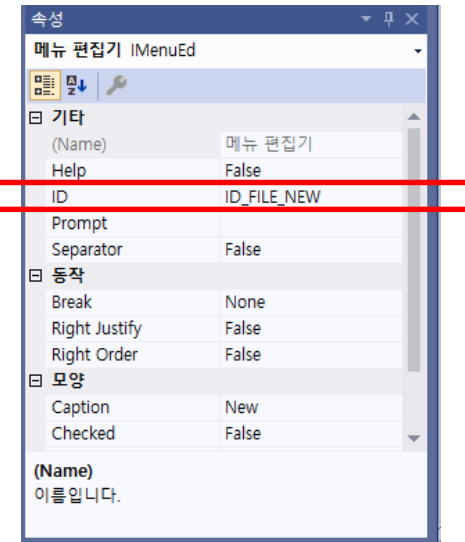 속성
메뉴 편집기 IMenuEd
기타
(Name) 메뉴 편집기
Help False
ID ID_FILE_NEW
Prompt
Separator False
동작
Break None
Right Justify False
Right Order False
모양
Caption New
Checked False
(Name)
이름입니다.